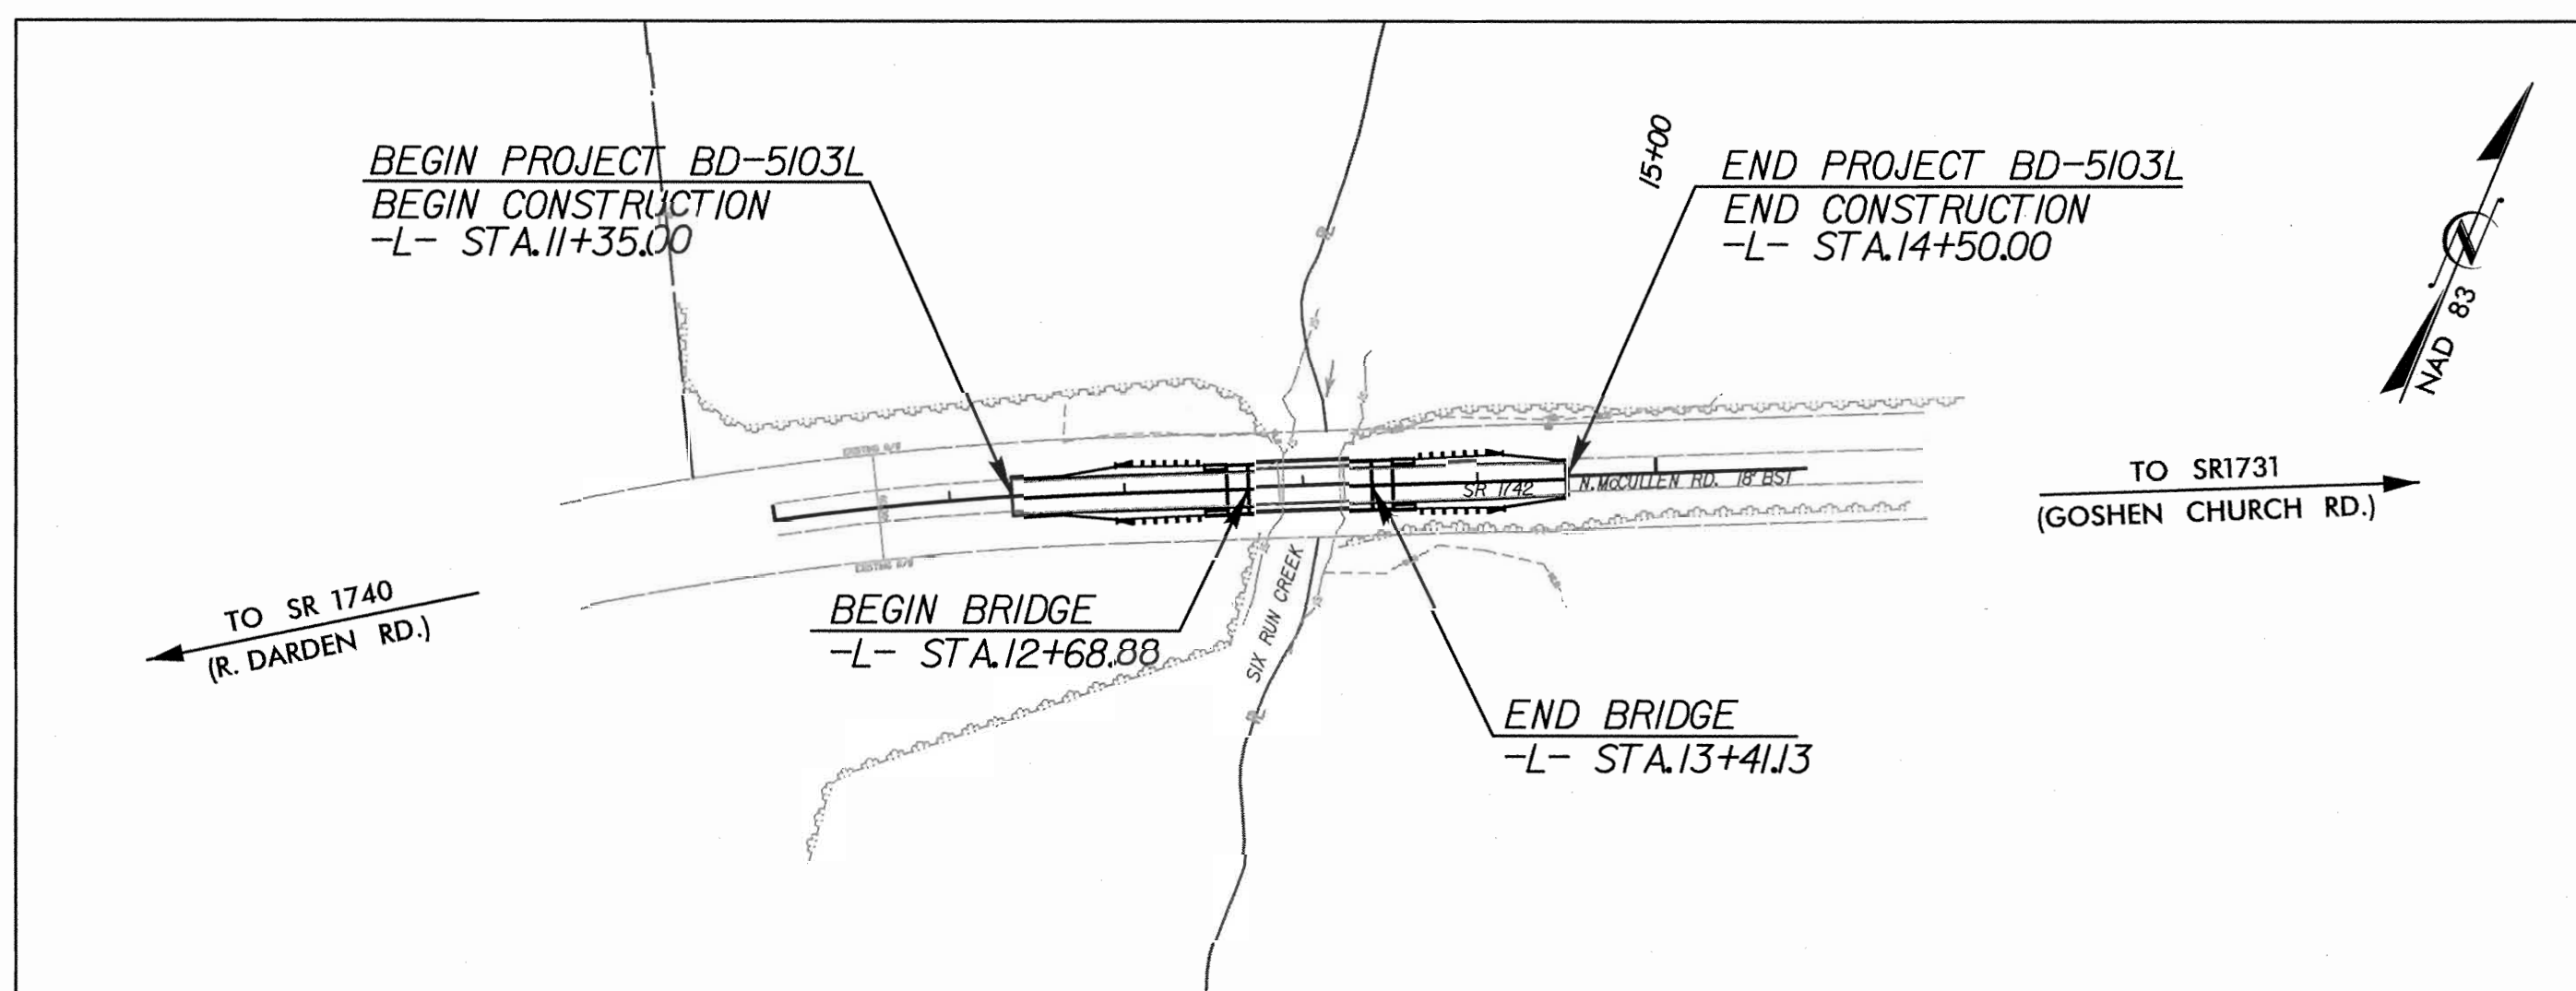 BEGIN PROJECT BD-5103L
BEGIN CONSTRUCTION
-L- STA.11+35.00
15+00
END PROJECT BD-5103L
END CONSTRUCTION
-L- STA.14+50.00
NAD 83
EXISTING R/W
SR 1742
N.McCULLEN RD. 18' BST
TO SR1731
(GOSHEN CHURCH RD.)
EXISTING R/W
TO SR 1740
(R. DARDEN RD.)
BEGIN BRIDGE
-L- STA.12+68.88
SIX RUN CREEK
END BRIDGE
-L- STA.13+41.13